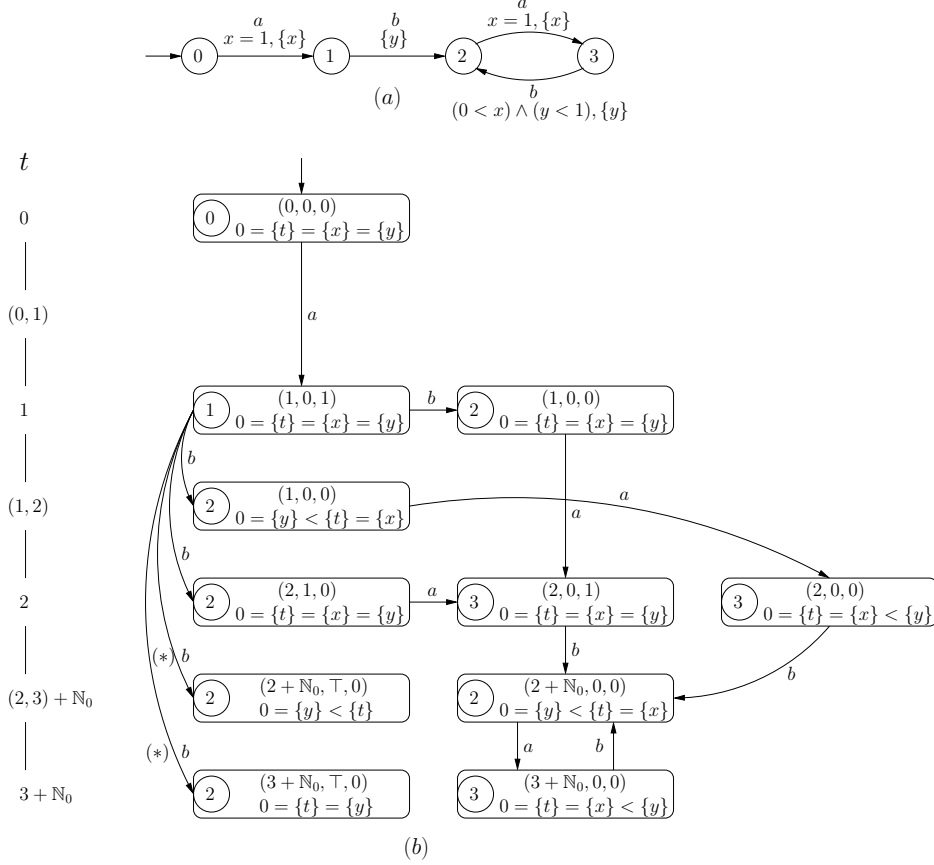 a
x = 1, {x}
b
{y}
a
x = 1, {x}
0
1
2
3
b
(0 < x) ∧ (y < 1), {y}
(a)
t
0
0
(0, 0, 0)
0 = {t} = {x} = {y}
(0, 1)
a
1
1
(1, 0, 1)
0 = {t} = {x} = {y}
b
2
(1, 0, 0)
0 = {t} = {x} = {y}
b
(1, 2)
2
(1, 0, 0)
0 = {y} < {t} = {x}
a
a
b
2
2
(2, 1, 0)
0 = {t} = {x} = {y}
a
3
(2, 0, 1)
0 = {t} = {x} = {y}
3
(2, 0, 0)
0 = {t} = {x} < {y}
(∗) b
b
b
(2, 3) + ℕ₀
2
(2 + ℕ₀, ⊤, 0)
0 = {y} < {t}
2
(2 + ℕ₀, 0, 0)
0 = {y} < {t} = {x}
(∗) b
a
b
3 + ℕ₀
2
(3 + ℕ₀, ⊤, 0)
0 = {t} = {y}
3
(3 + ℕ₀, 0, 0)
0 = {t} = {x} < {y}
(b)